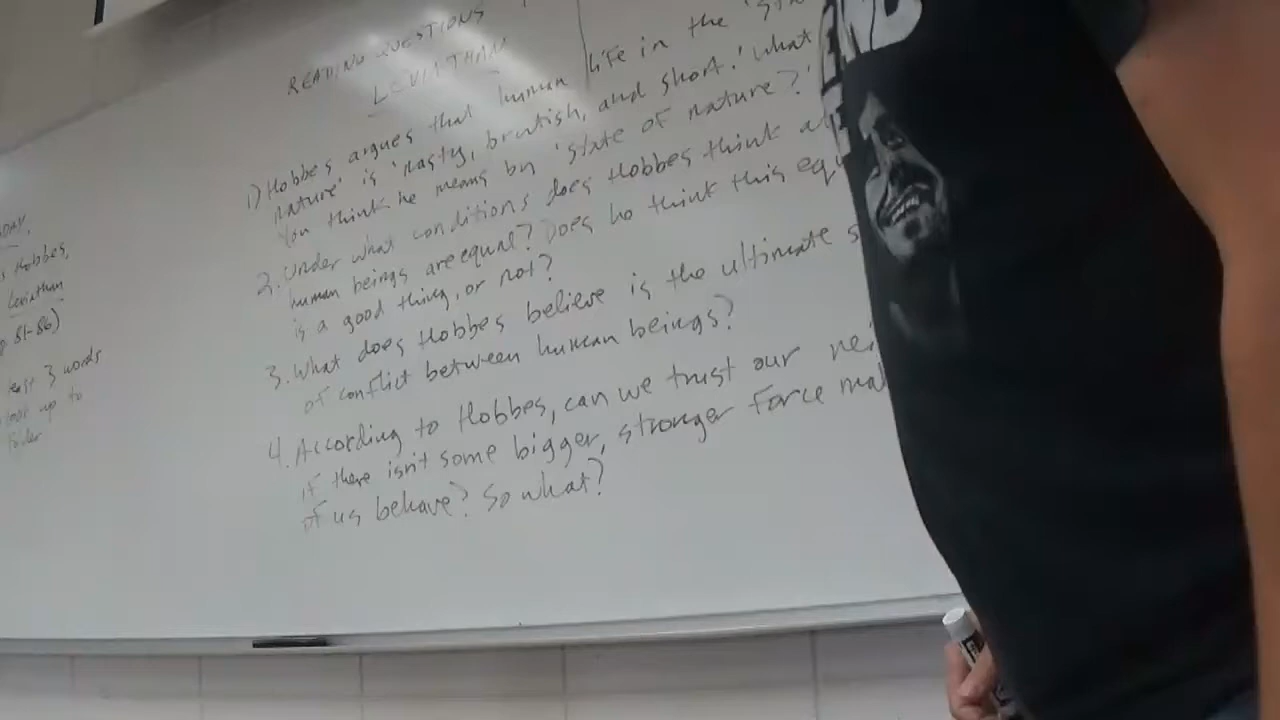 READING QUESTIONS
LEVIATHAN
1) Hobbes argues that human life in the
nature' is 'nasty, brutish, and short.' What
you think he means by 'state of nature?'
2. Under what conditions does Hobbes think
human beings are equal? Does he think this
is a good thing, or not?
3. What does Hobbes believe is the ultimate
of conflict between human beings?
4. According to Hobbes, can we trust our
if there isn't some bigger, stronger force
of us behave? So what?
Hobbes,
Leviathan
81-86)
3 words
look up to
folder